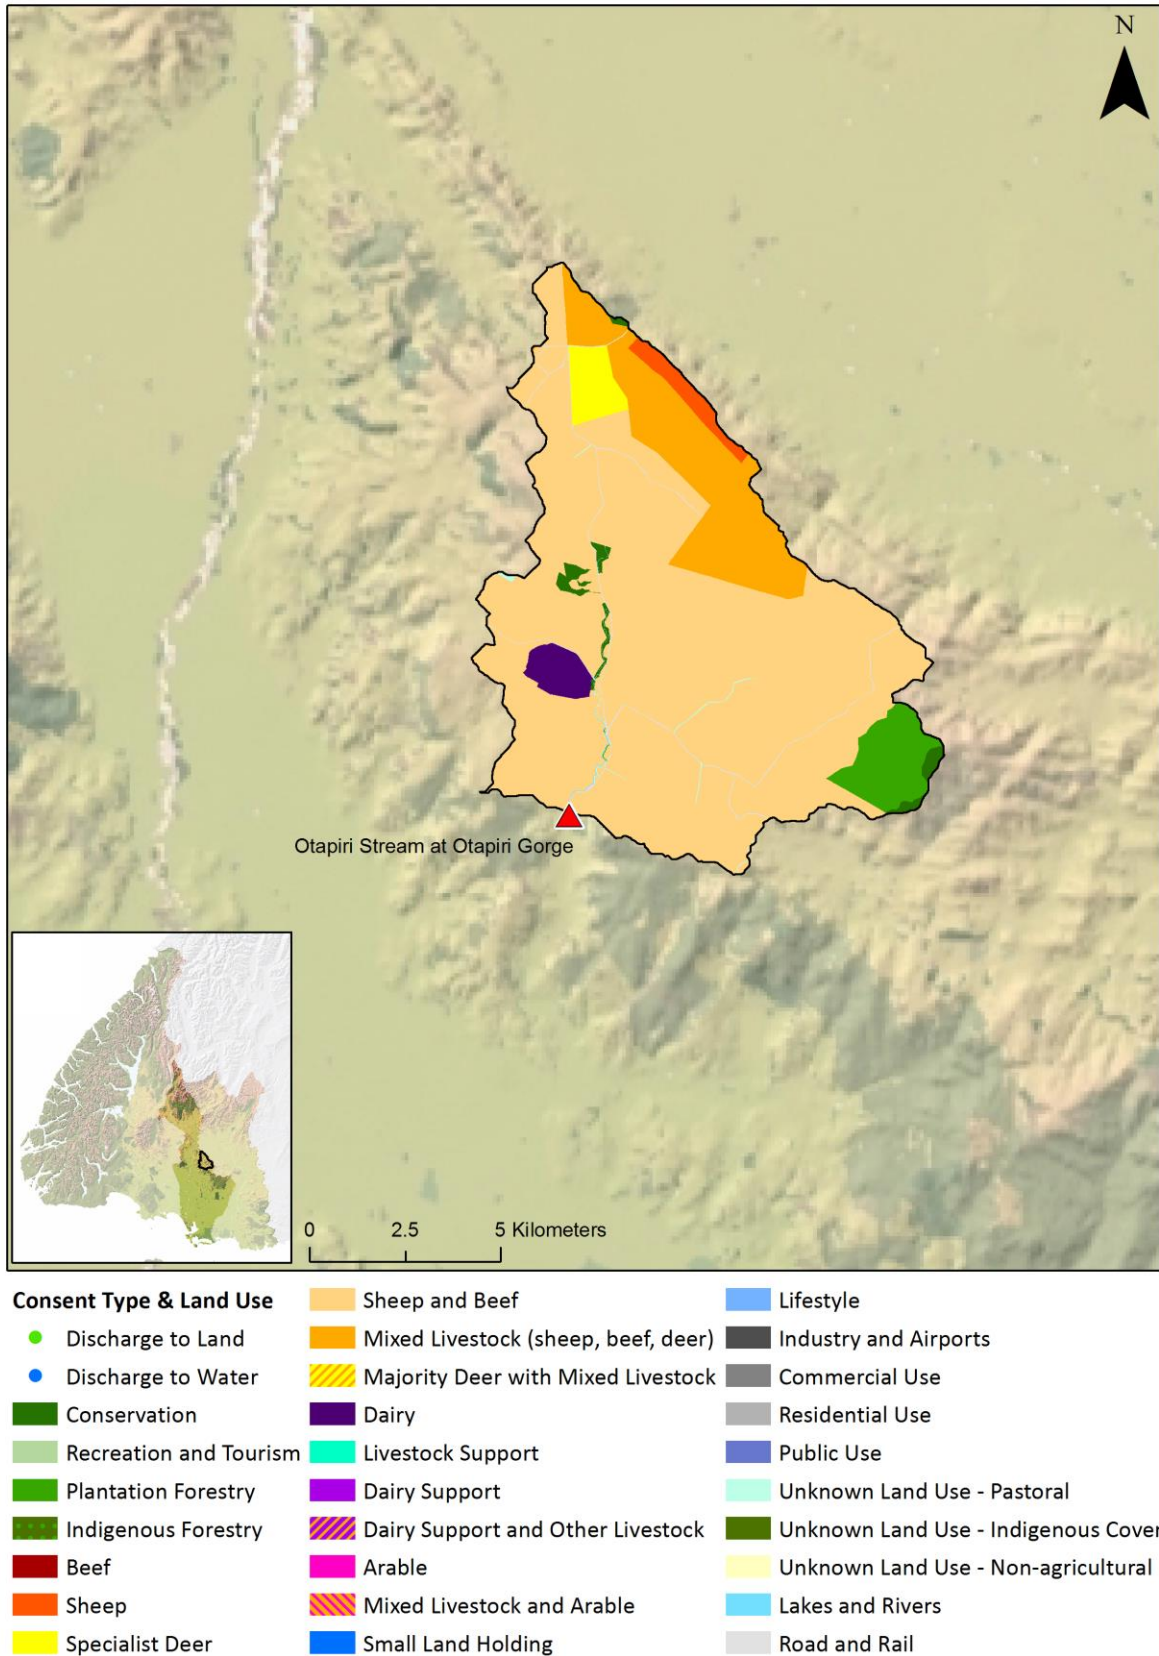 N
Otapiri Stream at Otapiri Gorge
0 2.5 5 Kilometers
Consent Type & Land Use
Discharge to Land
Discharge to Water
Conservation
Recreation and Tourism
Plantation Forestry
Indigenous Forestry
Beef
Sheep
Specialist Deer
Sheep and Beef
Mixed Livestock (sheep, beef, deer)
Majority Deer with Mixed Livestock
Dairy
Livestock Support
Dairy Support
Dairy Support and Other Livestock
Arable
Mixed Livestock and Arable
Small Land Holding
Lifestyle
Industry and Airports
Commercial Use
Residential Use
Public Use
Unknown Land Use - Pastoral
Unknown Land Use - Indigenous Cover
Unknown Land Use - Non-agricultural
Lakes and Rivers
Road and Rail